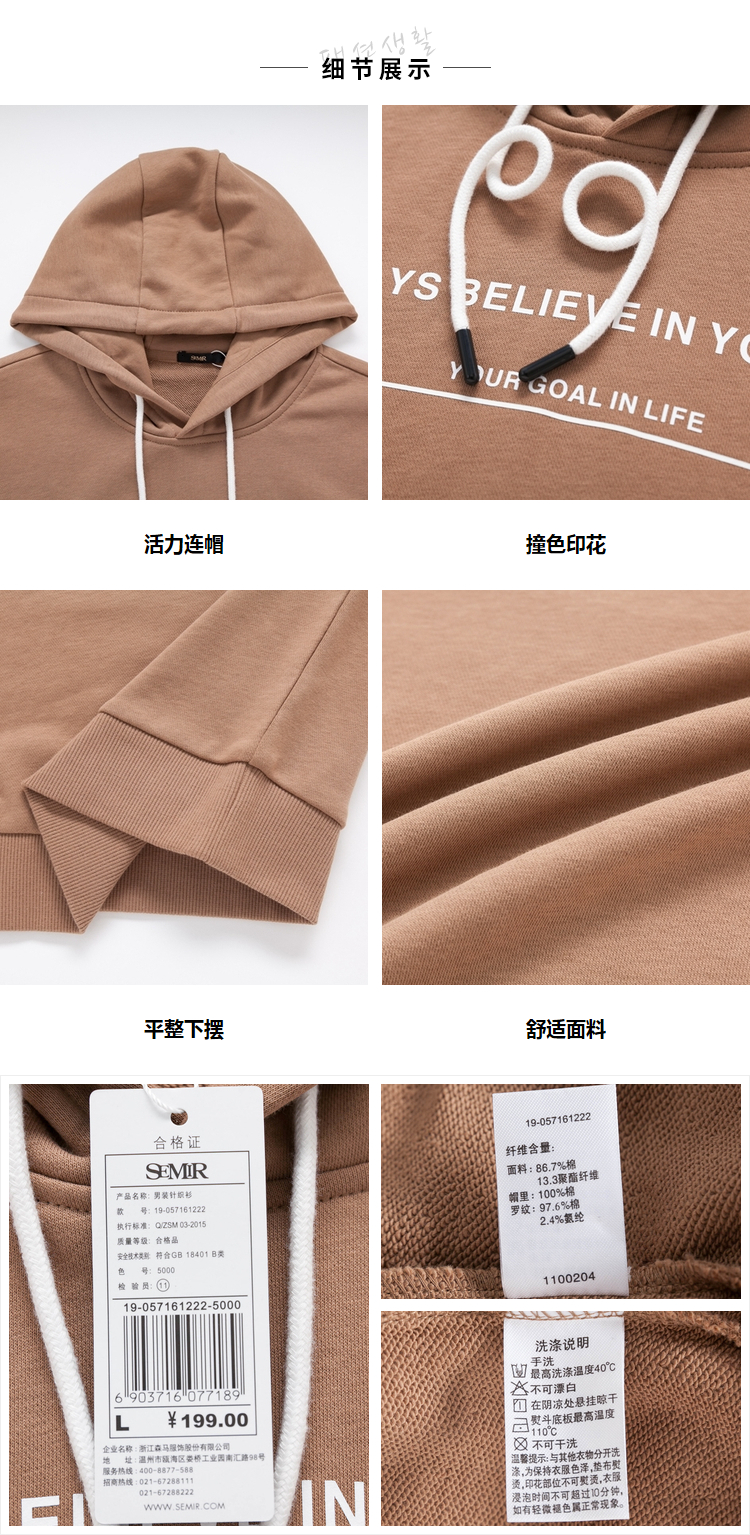 패션생활
细节展示
SEMIR
YS BELIEVE IN YO
YOUR GOAL IN LIFE
活力连帽
撞色印花
平整下摆
舒适面料
合格证
SEMIR
产品名称: 男装针织衫
款 号: 19-057161222
执行标准: Q/ZSM 03-2015
质量等级: 合格品
安全技术类别: 符合GB 18401 B类
色 号: 5000
检 验 员: 11
19-057161222-5000
6 903716 077189
L ¥199.00
企业名称: 浙江森马服饰股份有限公司
地 址: 温州市瓯海区娄桥工业园南汇路98号
服务热线: 400-8877-588
招商热线: 021-67288111
021-67288222
WWW.SEMIR.COM
19-057161222
纤维含量:
面料: 86.7%棉
13.3聚酯纤维
帽里: 100%棉
罗纹: 97.6%棉
2.4%氨纶
1100204
洗涤说明
手洗
最高洗涤温度40℃
不可漂白
在阴凉处悬挂晾干
熨斗底板最高温度
110℃
不可干洗
温馨提示: 与其他衣物分开洗
涤, 为保持衣服色泽, 垫布熨
烫, 印花部位不可熨烫, 衣服
浸泡时间不可超过10分钟,
如有轻微褪色属正常现象。